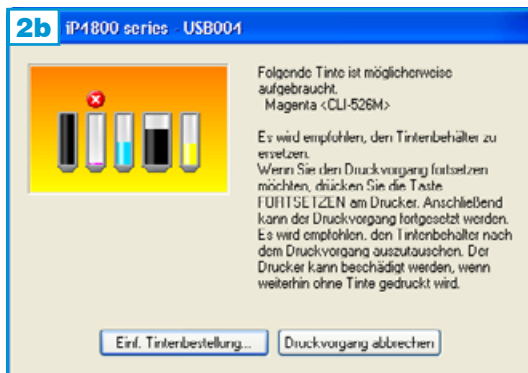 2b
iP4800 series - USB004
Folgende Tinte ist möglicherweise
aufgebraucht.
Magenta <CLI-526M>
Es wird empfohlen, den Tintenbehälter zu
ersetzen.
Wenn Sie den Druckvorgang fortsetzen
möchten, drücken Sie die Taste
FORTSETZEN am Drucker. Anschließend
kann der Druckvorgang fortgesetzt werden.
Es wird empfohlen, den Tintenbehälter nach
dem Druckvorgang auszutauschen. Der
Drucker kann beschädigt werden, wenn
weiterhin ohne Tinte gedruckt wird.
Einf. Tintenbestellung...
Druckvorgang abbrechen